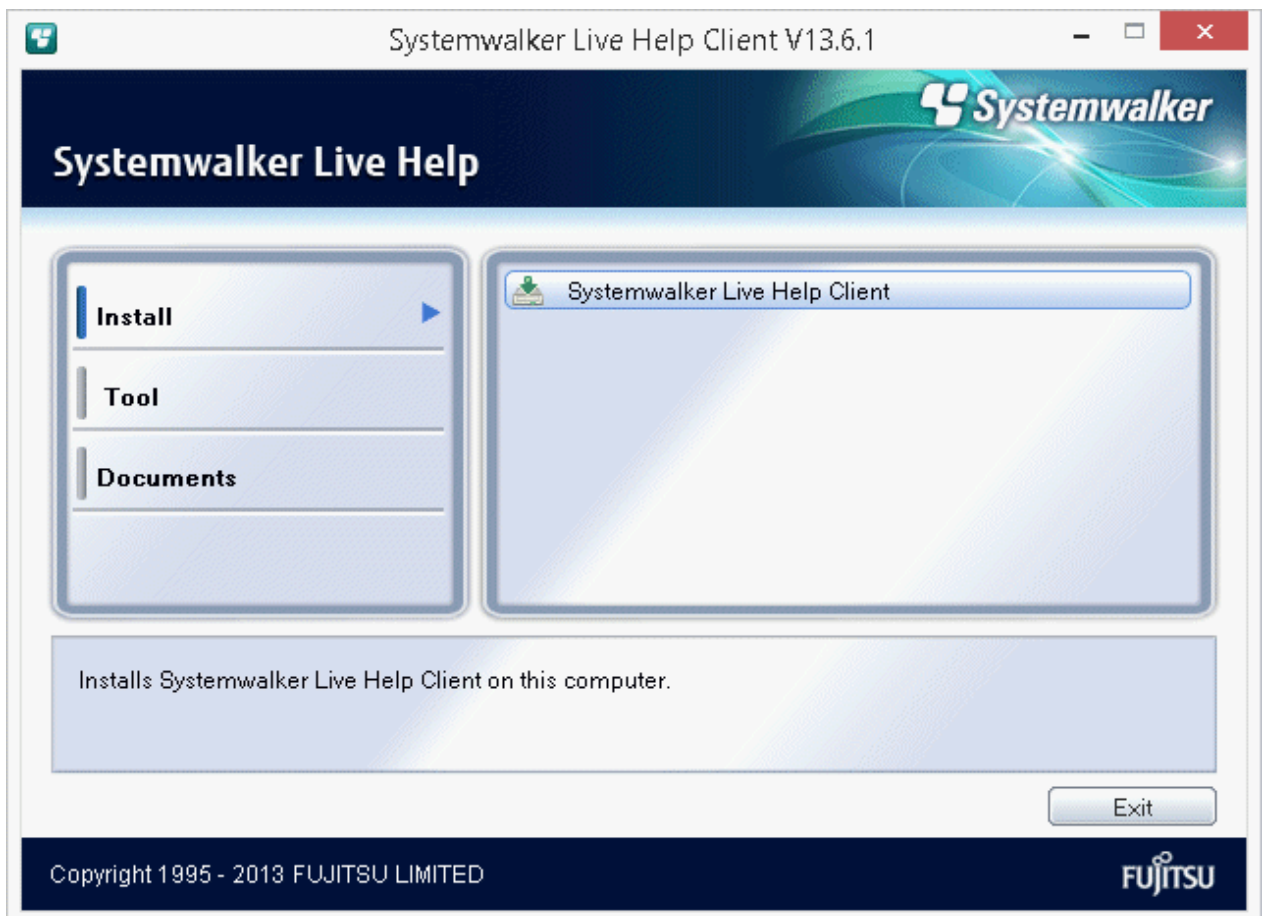 Systemwalker Live Help Client V13.6.1
Systemwalker
Systemwalker Live Help
Install
Tool
Documents
Systemwalker Live Help Client
Installs Systemwalker Live Help Client on this computer.
Exit
Copyright 1995 - 2013 FUJITSU LIMITED
FUJITSU